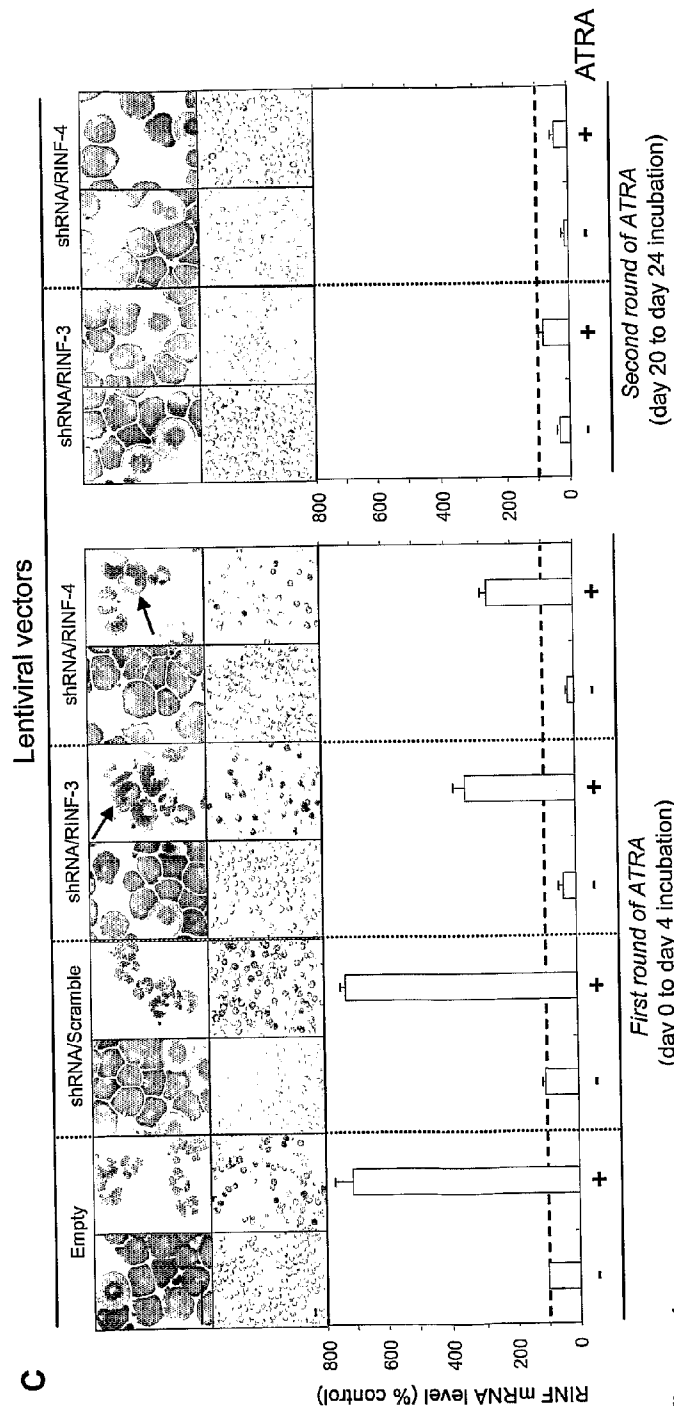 C
Lentiviral vectors
Empty
shRNA/Scramble
shRNA/RINF-3
shRNA/RINF-4
shRNA/RINF-3
shRNA/RINF-4
RINF mRNA level (% control)
800
600
400
200
0
800
600
400
200
0
- + - + - + - +
- + - + ATRA
First round of ATRA
(day 0 to day 4 incubation)
Second round of ATRA
(day 20 to day 24 incubation)